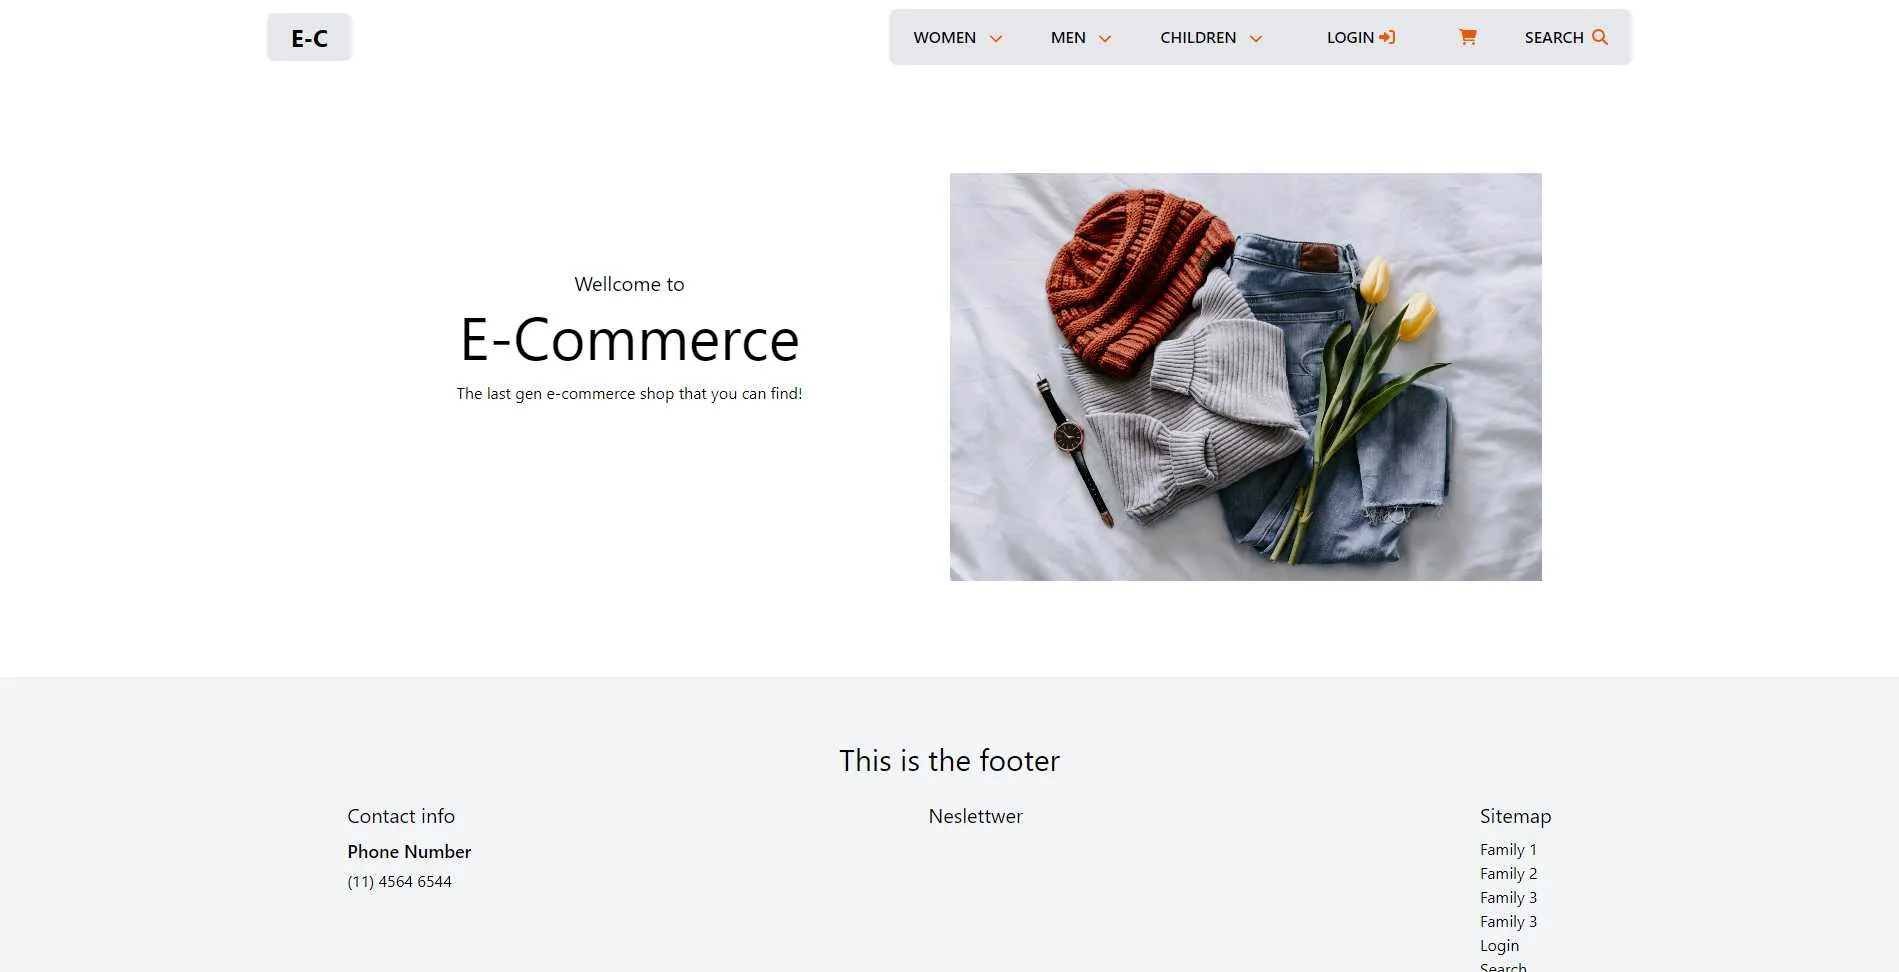 E-C
WOMEN MEN CHILDREN LOGIN SEARCH
Wellcome to
E-Commerce
The last gen e-commerce shop that you can find!
This is the footer
Contact info
Phone Number
(11) 4564 6544
Neslettwer
Sitemap
Family 1
Family 2
Family 3
Family 3
Login
Search